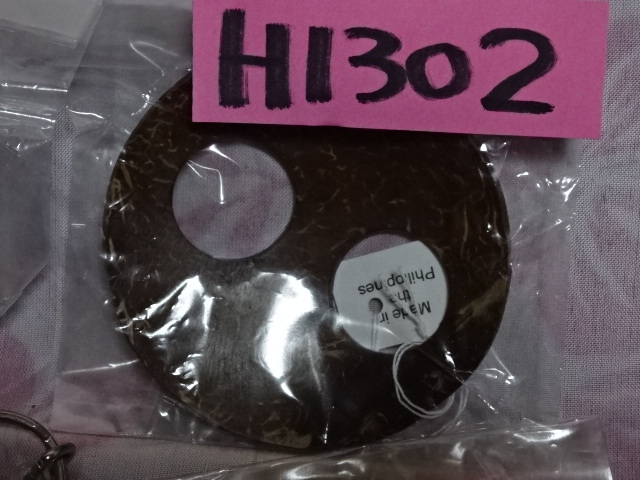 H1302
Made in
the
Philippines